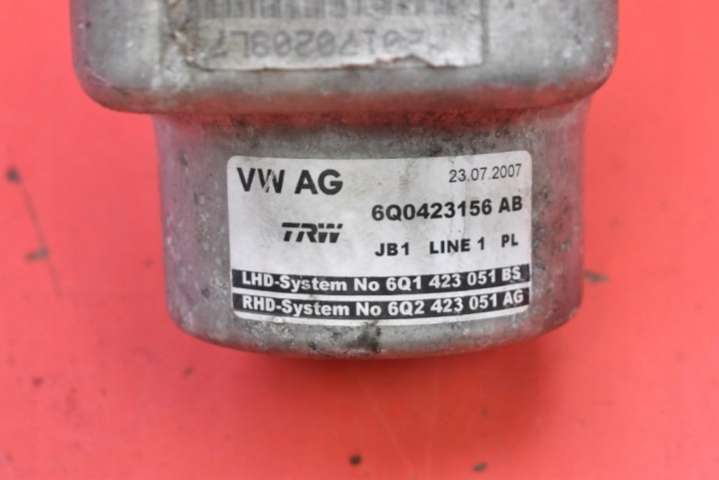 VW AG
23.07.2007
6Q0423156 AB
TRW
JB1 LINE 1 PL
LHD-System No 6Q1 423 051 BS
RHD-System No 6Q2 423 051 AG